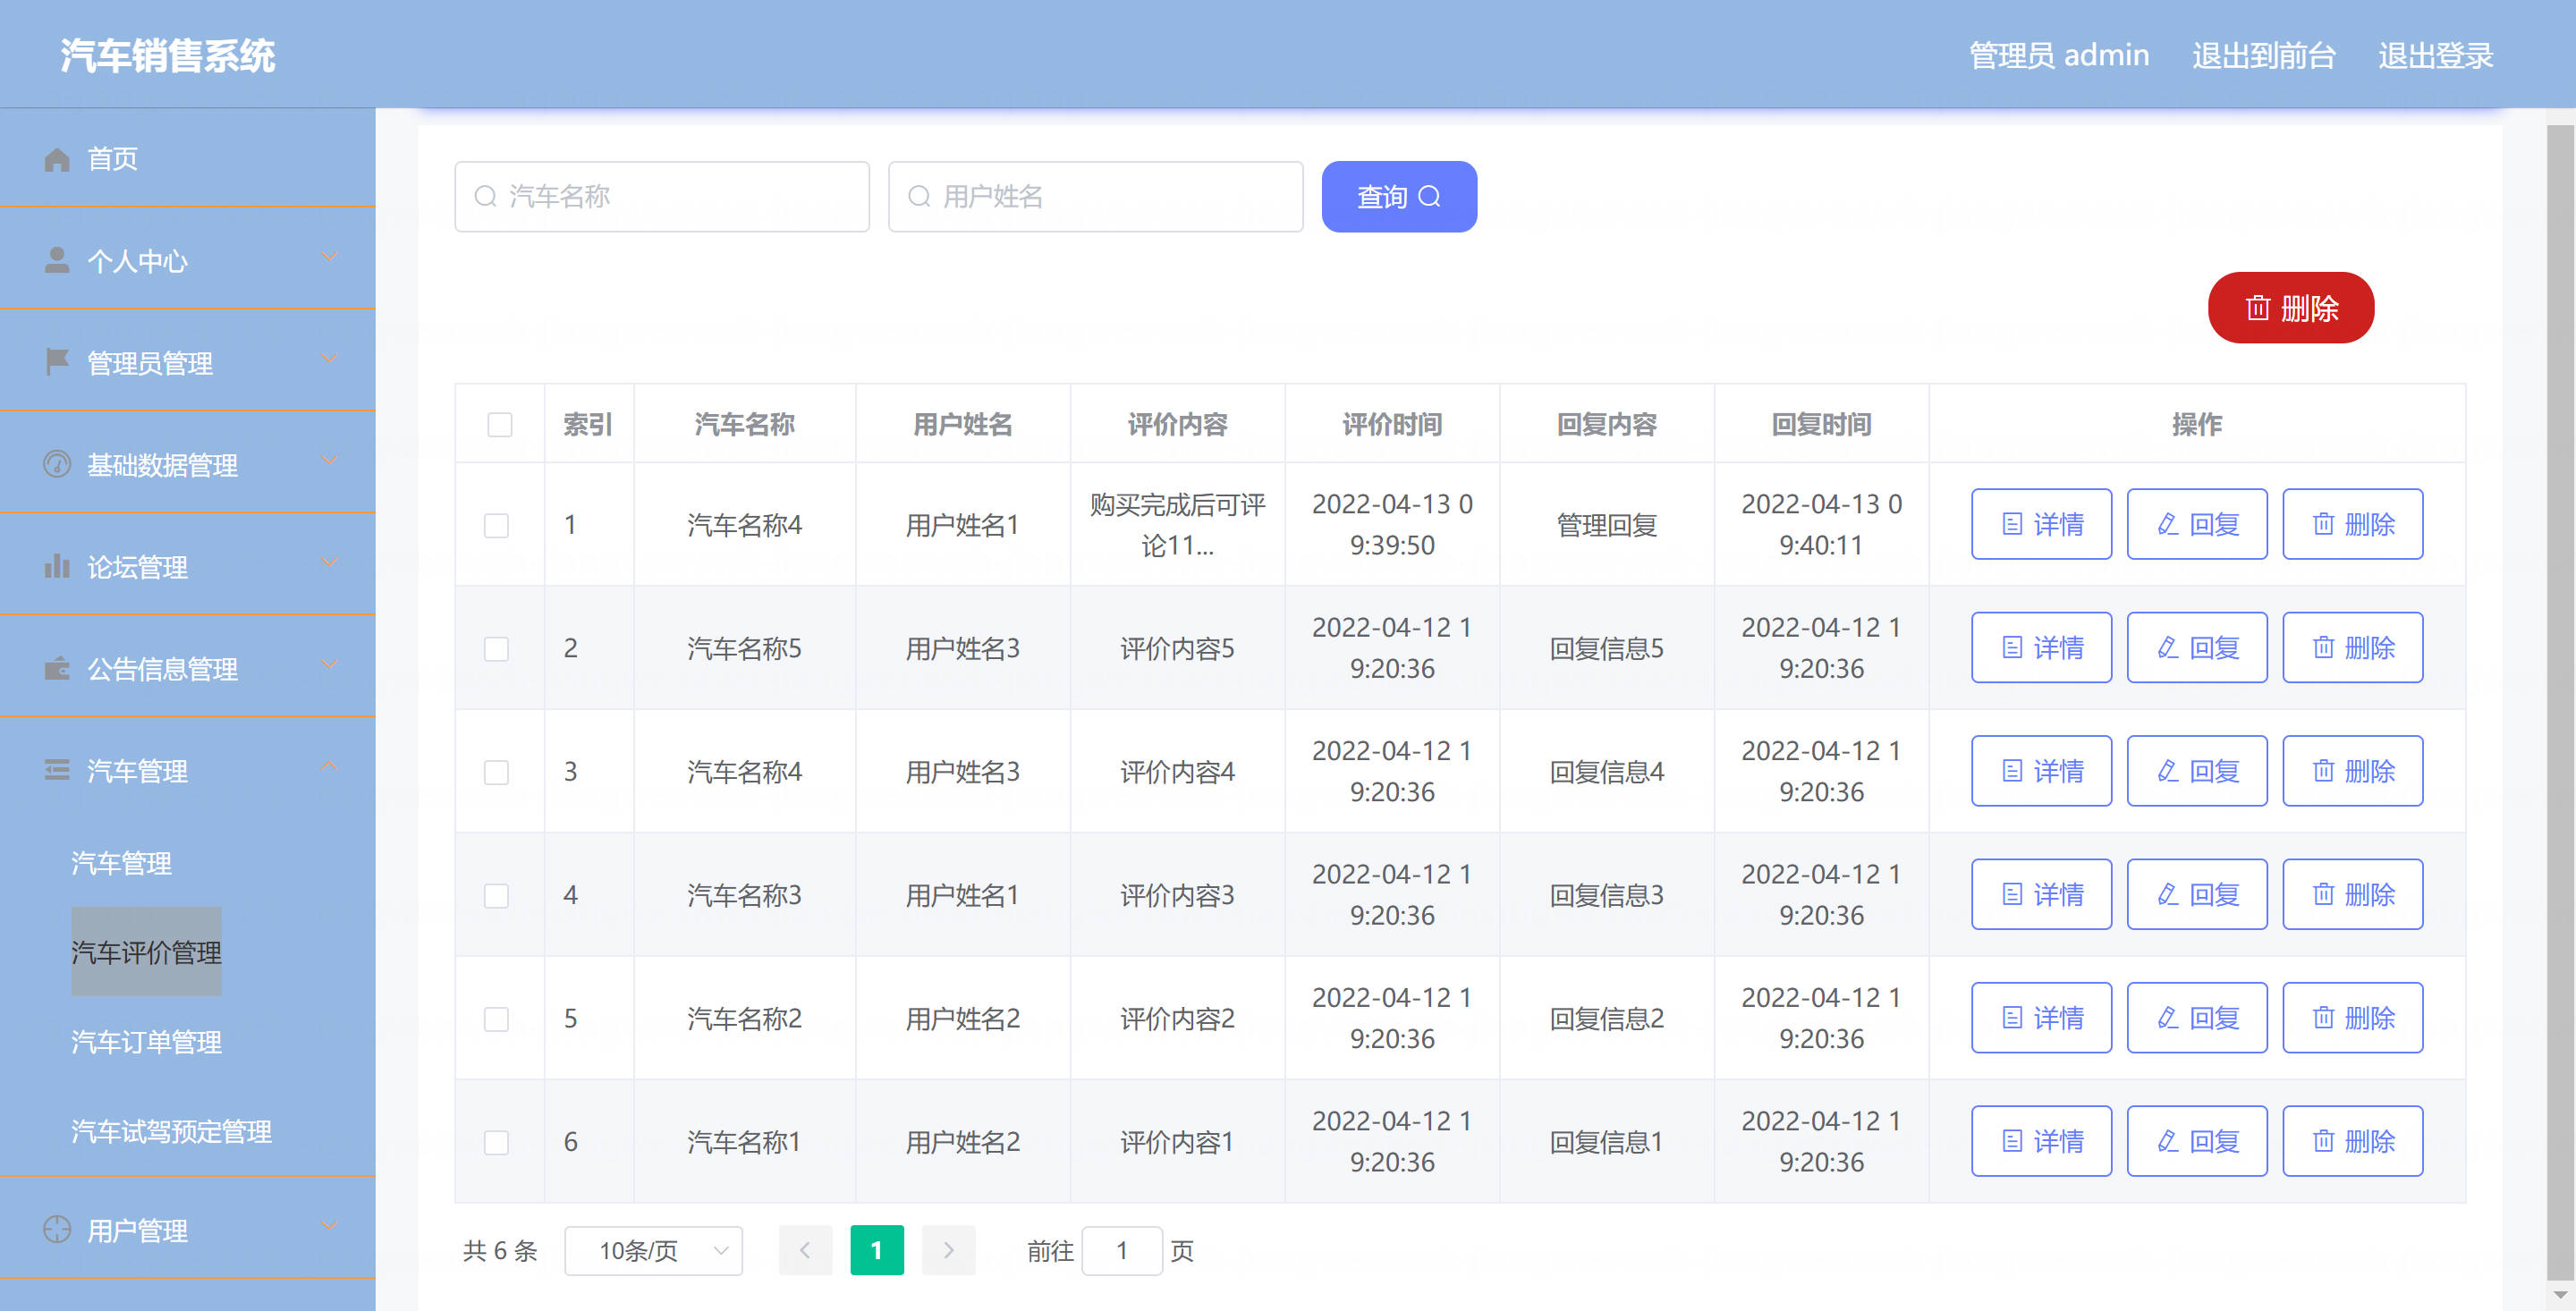 汽车销售系统
管理员 admin 退出到前台 退出登录
首页
个人中心
管理员管理
基础数据管理
论坛管理
公告信息管理
汽车管理
汽车管理
汽车评价管理
汽车订单管理
汽车试驾预定管理
用户管理
汽车名称 用户姓名 查询
删除
索引 汽车名称 用户姓名 评价内容 评价时间 回复内容 回复时间 操作
1 汽车名称4 用户姓名1 购买完成后可评论11... 2022-04-13 09:39:50 管理回复 2022-04-13 09:40:11 详情 回复 删除
2 汽车名称5 用户姓名3 评价内容5 2022-04-12 19:20:36 回复信息5 2022-04-12 19:20:36 详情 回复 删除
3 汽车名称4 用户姓名3 评价内容4 2022-04-12 19:20:36 回复信息4 2022-04-12 19:20:36 详情 回复 删除
4 汽车名称3 用户姓名1 评价内容3 2022-04-12 19:20:36 回复信息3 2022-04-12 19:20:36 详情 回复 删除
5 汽车名称2 用户姓名2 评价内容2 2022-04-12 19:20:36 回复信息2 2022-04-12 19:20:36 详情 回复 删除
6 汽车名称1 用户姓名2 评价内容1 2022-04-12 19:20:36 回复信息1 2022-04-12 19:20:36 详情 回复 删除
共 6 条 10条/页 1 前往 1 页